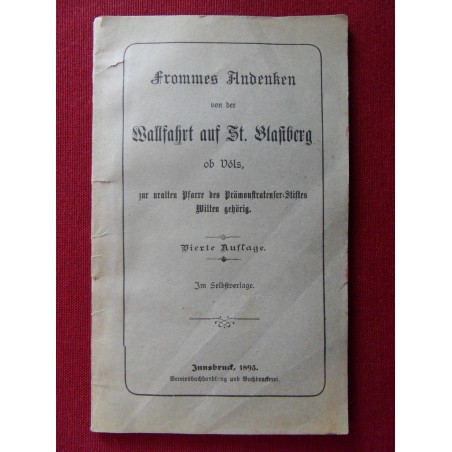 Frommes Andenken
von der
Wallfahrt auf St. Blasiberg
ob Völs,
zur uralten Pfarre des Prämonstratenser-Stiftes
Wilten gehörig.
Vierte Auflage.
Im Selbstverlage.
Innsbruck, 1895.
Vereinsbuchhandlung und Buchdruckerei.